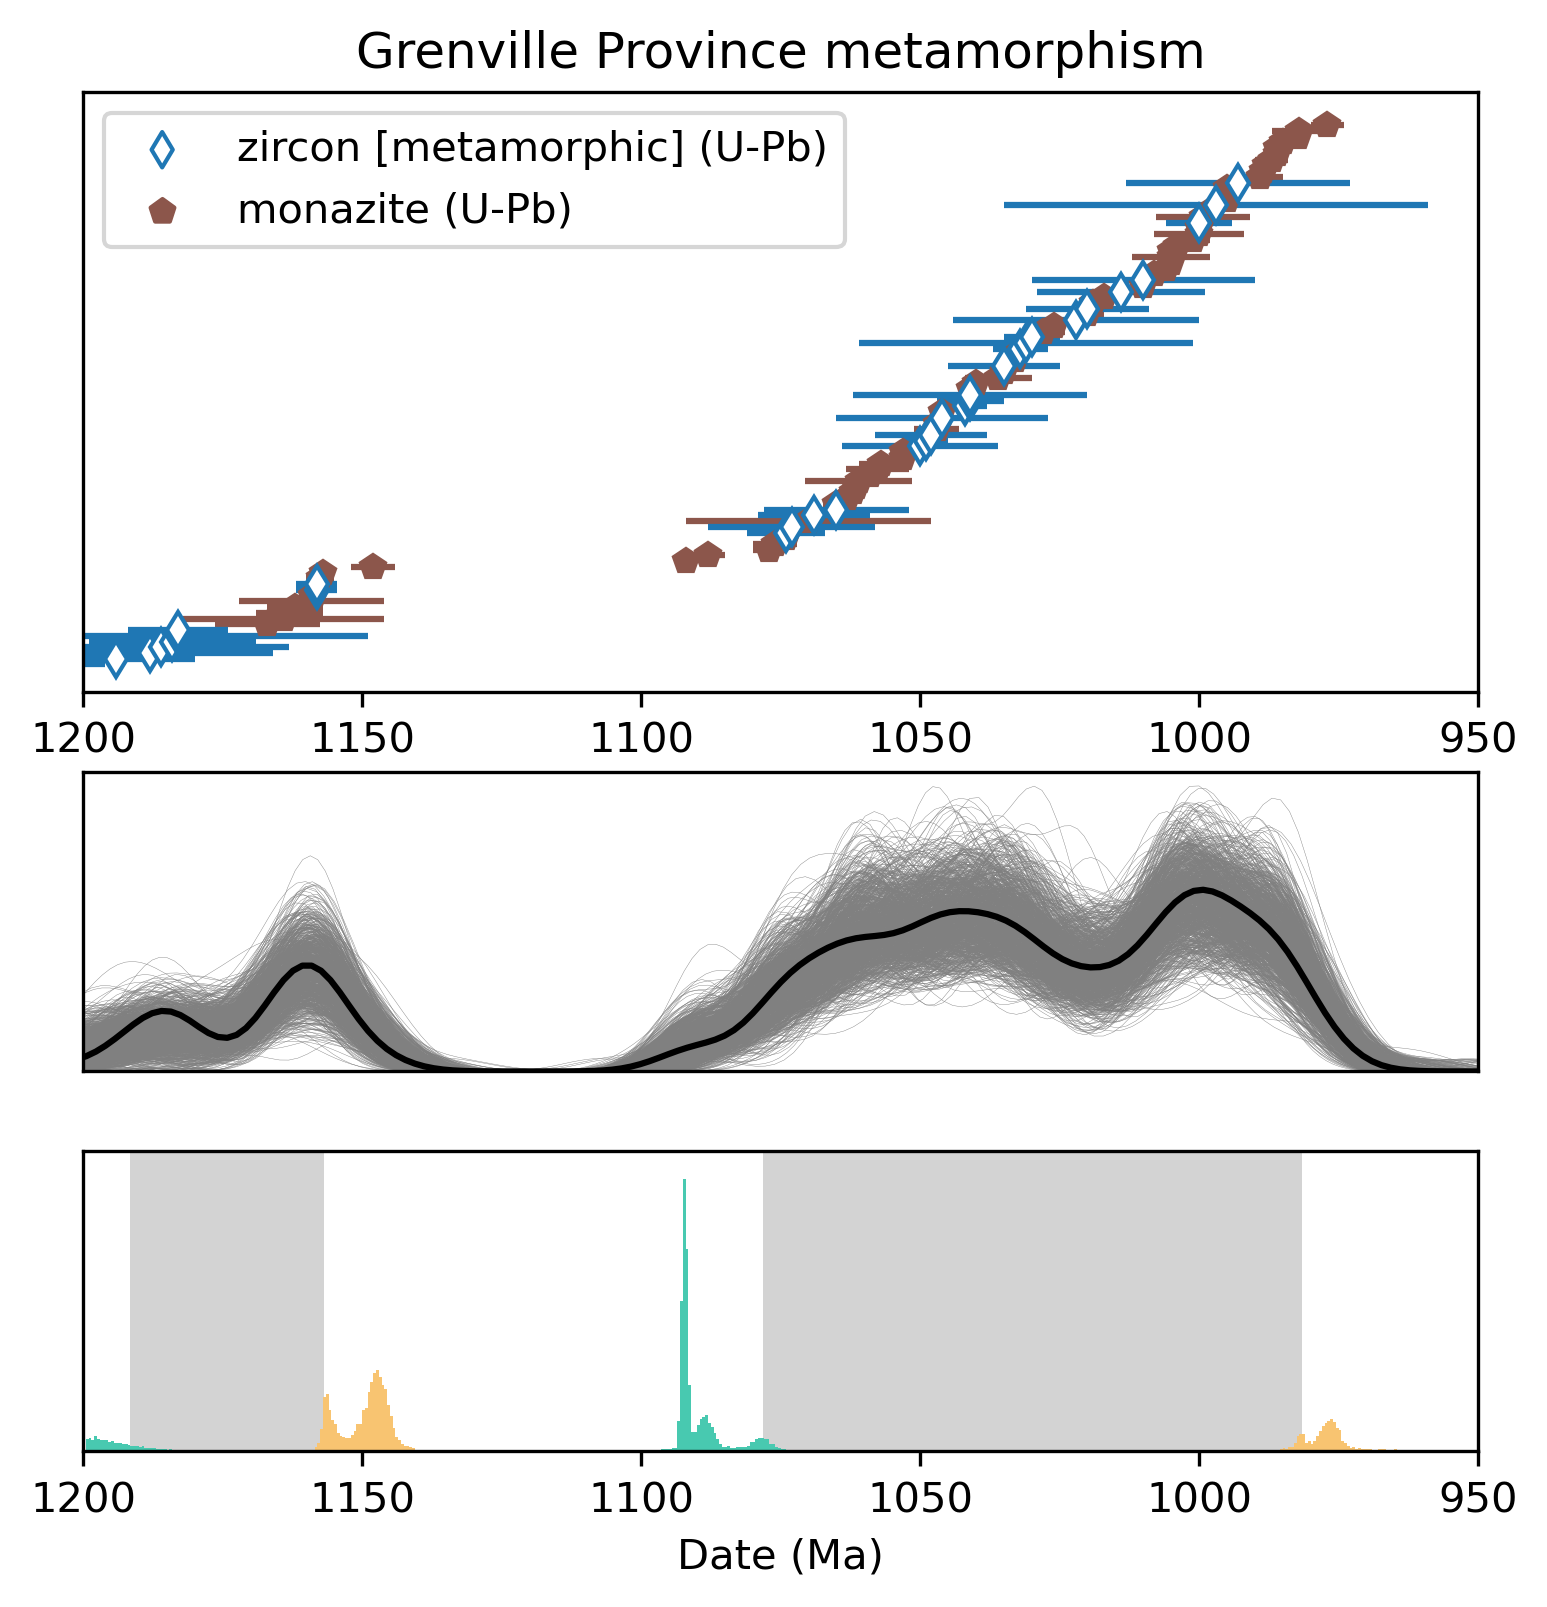 Grenville Province metamorphism
zircon [metamorphic] (U-Pb)
monazite (U-Pb)
1200 1150 1100 1050 1000 950
1200 1150 1100 1050 1000 950
Date (Ma)